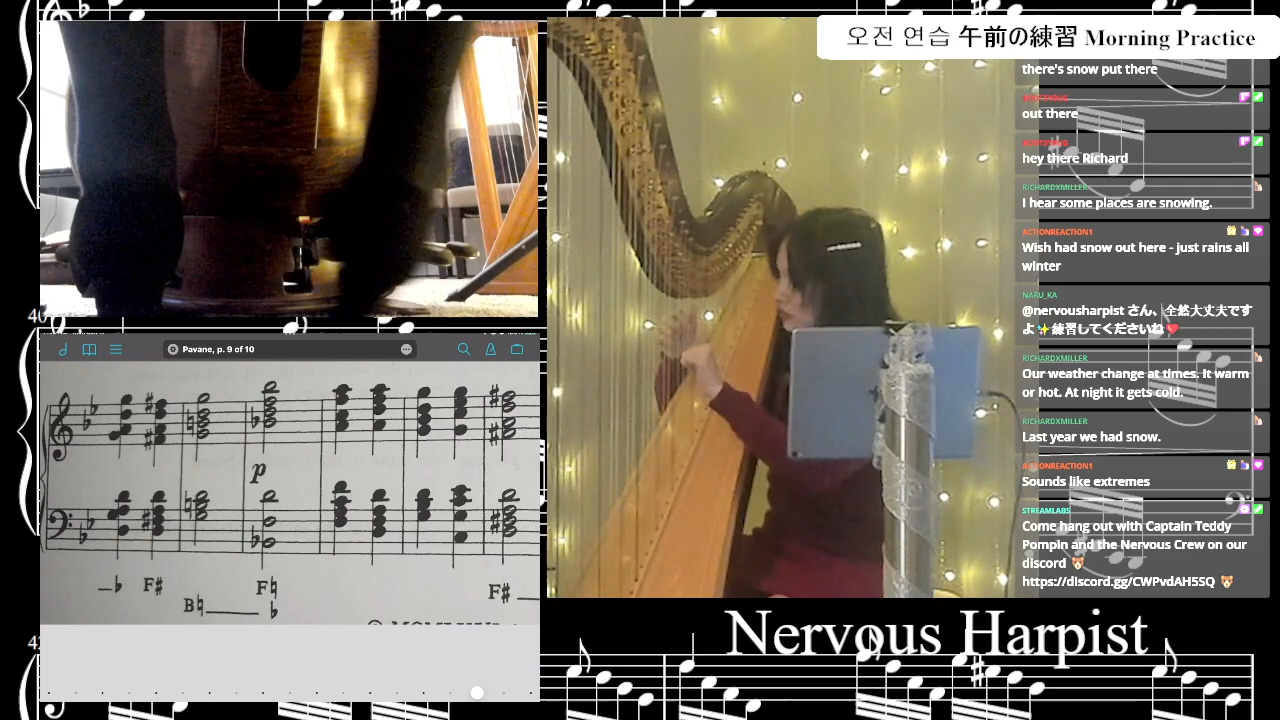 오전 연습 午前の練習 Morning Practice
there's snow put there
out there
hey there Richard
RICHARDXMILLER
I hear some places are snowing.
ACTIONREACTION1
Wish had snow out here - just rains all
winter
NARU_KA
@nervousharpist さん、全然大丈夫です
よ✨練習してくださいね❤️
RICHARDXMILLER
Our weather change at times. It warm
or hot. At night it gets cold.
RICHARDXMILLER
Last year we had snow.
ACTIONREACTION1
Sounds like extremes
STREAMLABS
Come hang out with Captain Teddy
Pompin and the Nervous Crew on our
discord 🐻
https://discord.gg/CWPvdAH5SQ 🐻
Pavane, p. 9 of 10
p
_♭ F# F♮ F# _
B♮ ____ ♭
Nervous Harpist